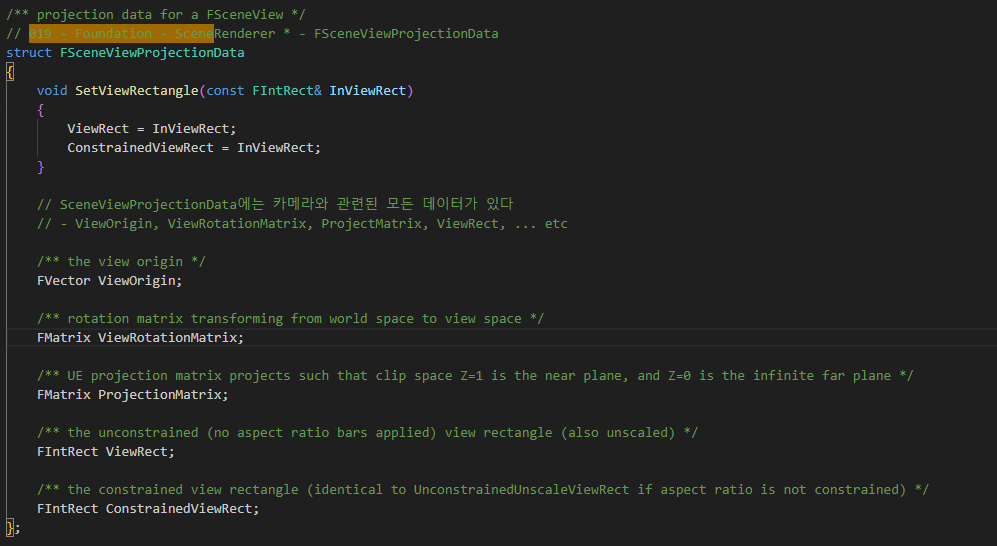 /** projection data for a FSceneView */
// 019 - Foundation - SceneRenderer * - FSceneViewProjectionData
struct FSceneViewProjectionData
{
    void SetViewRectangle(const FIntRect& InViewRect)
    {
        ViewRect = InViewRect;
        ConstrainedViewRect = InViewRect;
    }

    // SceneViewProjectionData에는 카메라와 관련된 모든 데이터가 있다
    // - ViewOrigin, ViewRotationMatrix, ProjectMatrix, ViewRect, ... etc

    /** the view origin */
    FVector ViewOrigin;

    /** rotation matrix transforming from world space to view space */
    FMatrix ViewRotationMatrix;

    /** UE projection matrix projects such that clip space Z=1 is the near plane, and Z=0 is the infinite far plane */
    FMatrix ProjectionMatrix;

    /** the unconstrained (no aspect ratio bars applied) view rectangle (also unscaled) */
    FIntRect ViewRect;

    /** the constrained view rectangle (identical to UnconstrainedUnscaleViewRect if aspect ratio is not constrained) */
    FIntRect ConstrainedViewRect;
};